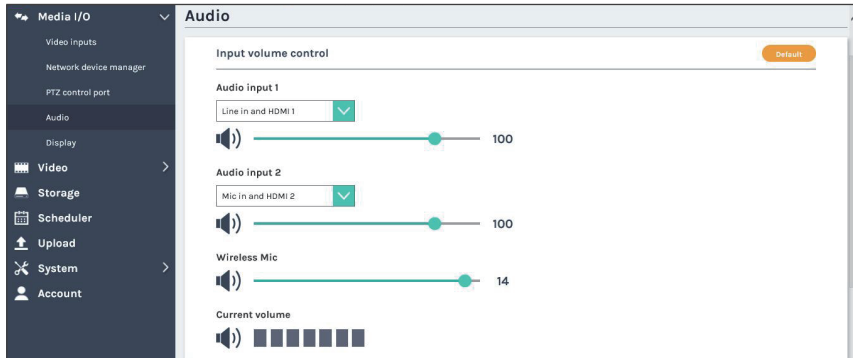 Media I/O
Video inputs
Network device manager
PTZ control port
Audio
Display
Video
Storage
Scheduler
Upload
System
Account
Audio
Input volume control
Default
Audio input 1
Line in and HDMI 1
100
Audio input 2
Mic in and HDMI 2
100
Wireless Mic
14
Current volume